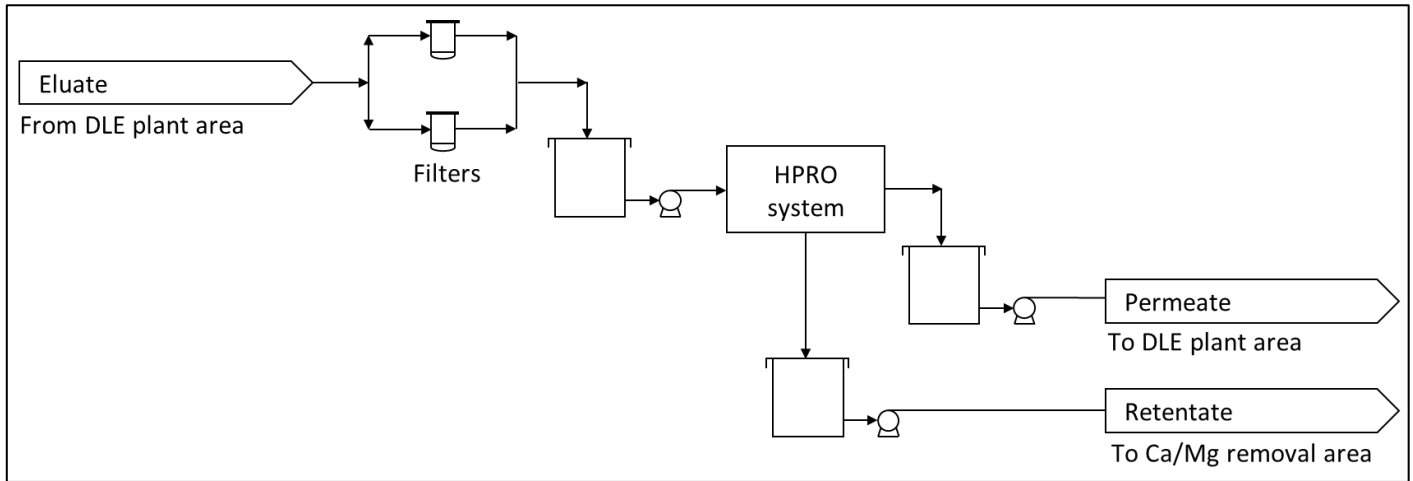 Eluate
From DLE plant area
Filters
HPRO
system
Permeate
To DLE plant area
Retentate
To Ca/Mg removal area